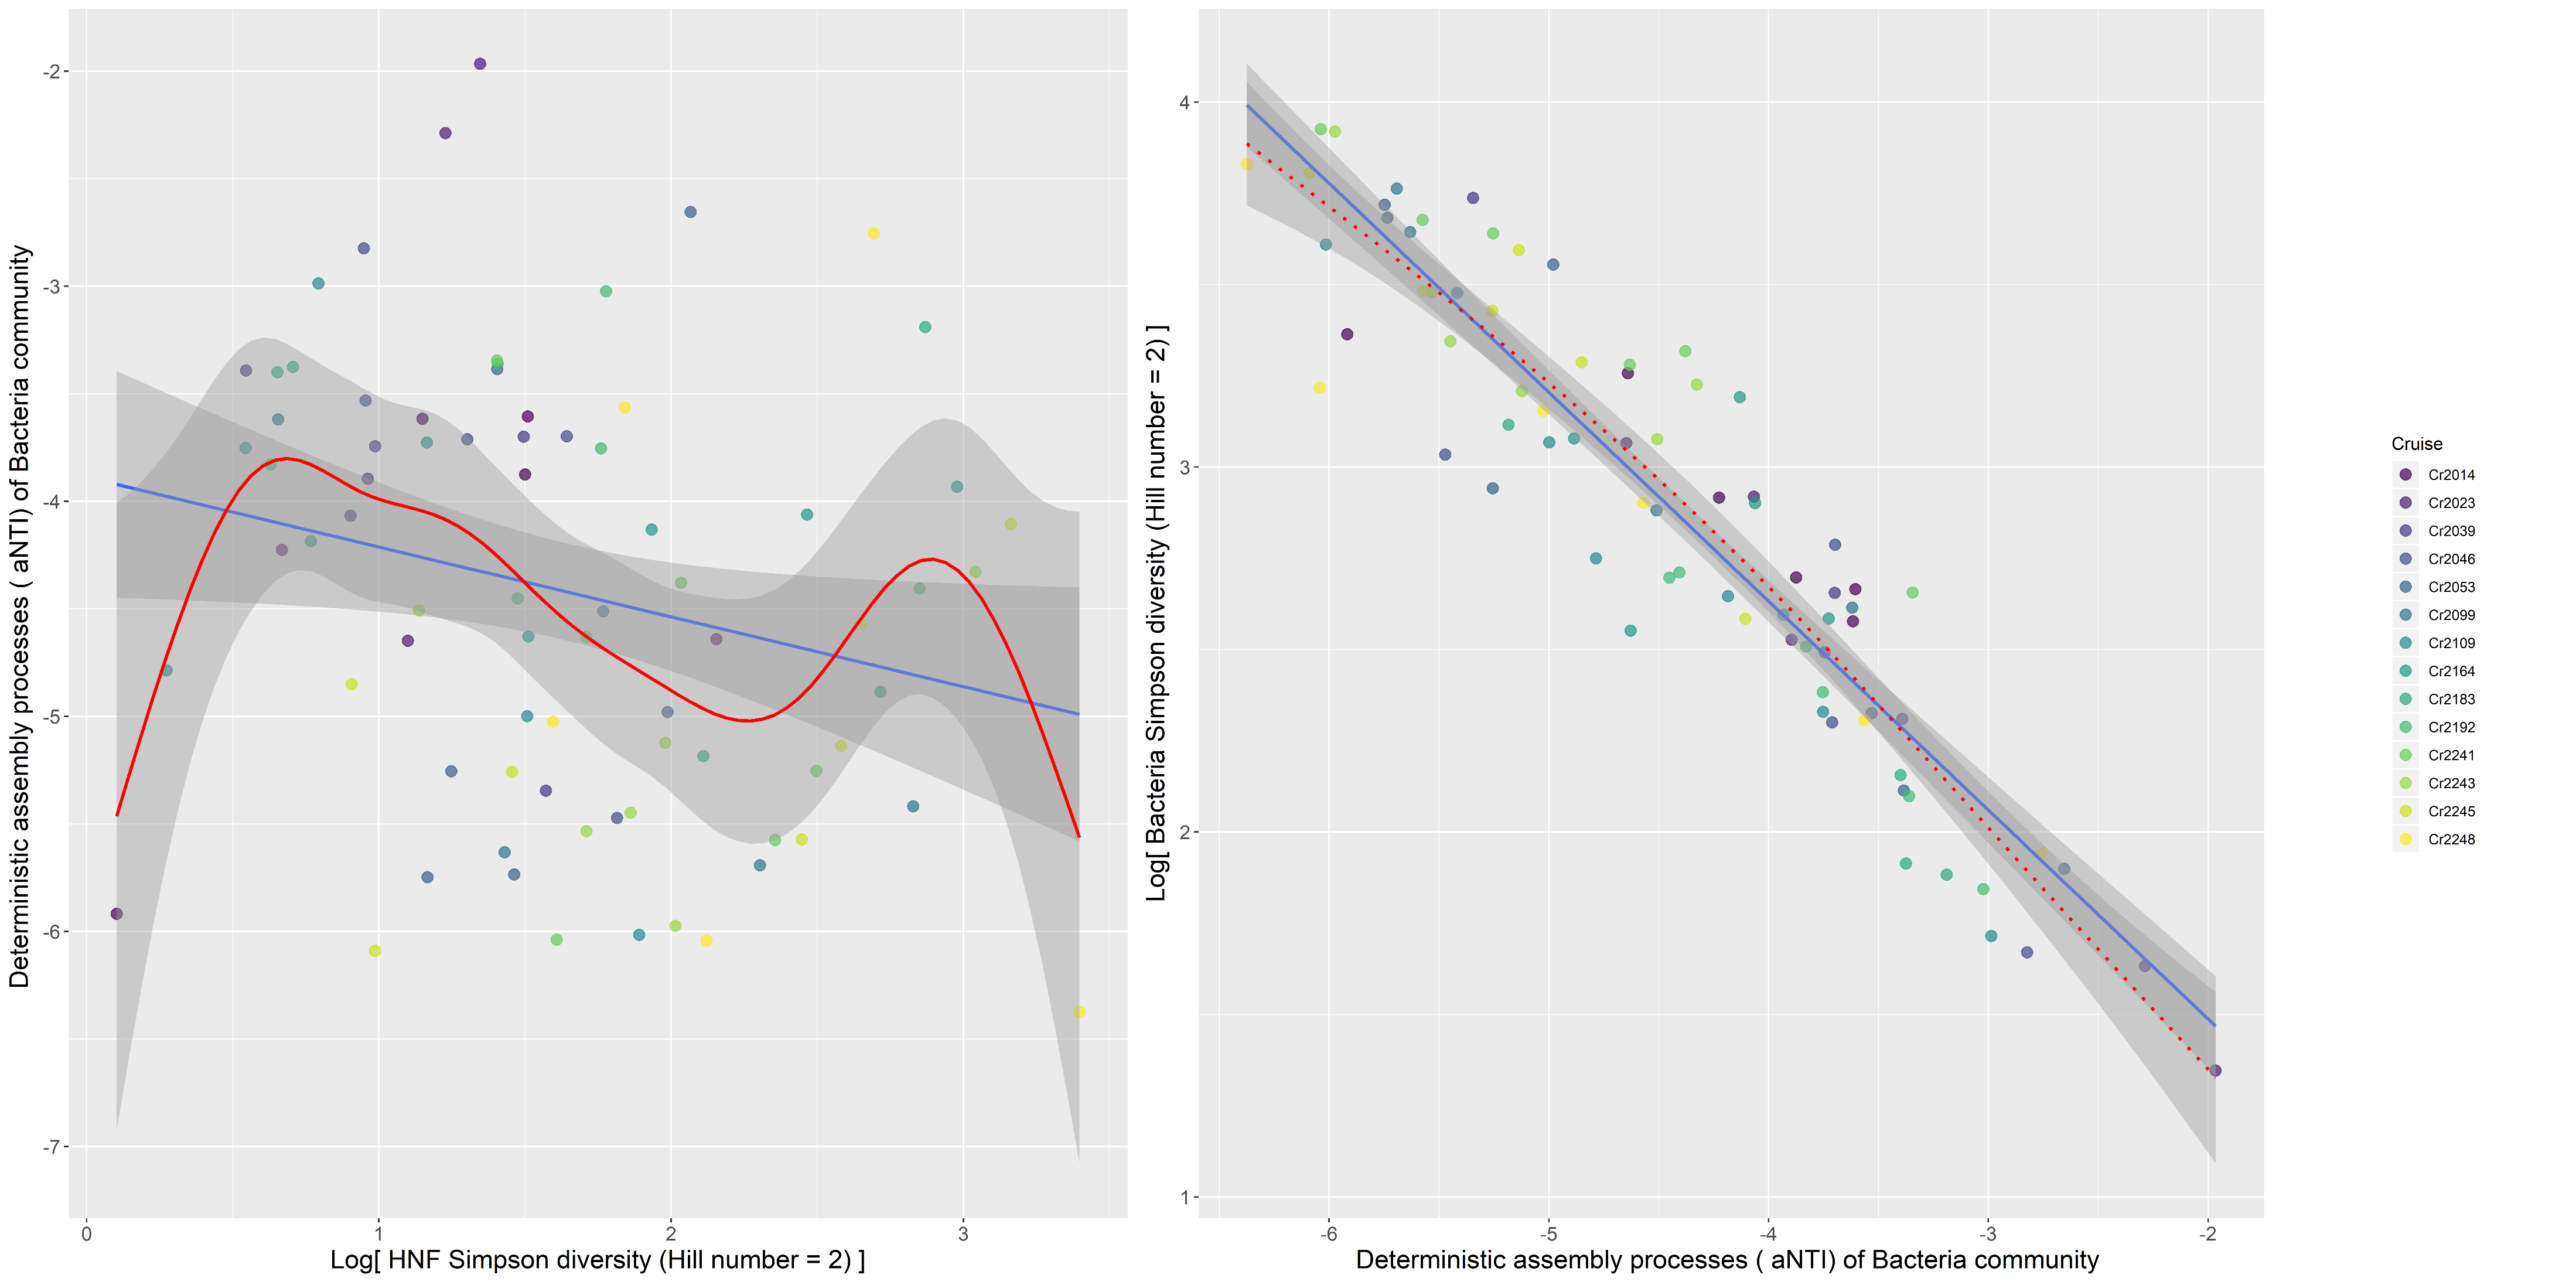 Deterministic assembly processes ( aNTI) of Bacteria community
-2
-3
-4
-5
-6
-7
0 1 2 3
Log[ HNF Simpson diversity (Hill number = 2) ]
Log[ Bacteria Simpson diversity (Hill number = 2) ]
4
3
2
1
-6 -5 -4 -3 -2
Deterministic assembly processes ( aNTI) of Bacteria community
Cruise
Cr2014
Cr2023
Cr2039
Cr2046
Cr2053
Cr2099
Cr2109
Cr2164
Cr2183
Cr2192
Cr2241
Cr2243
Cr2245
Cr2248